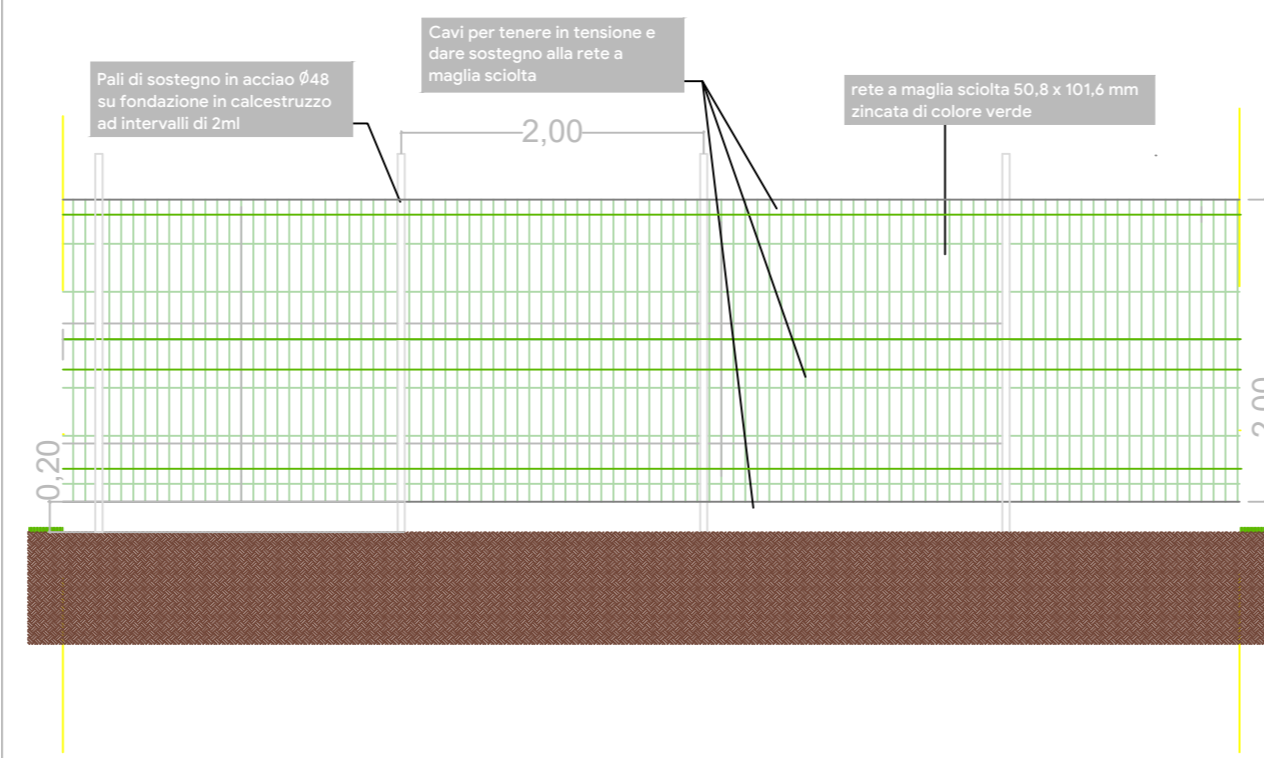 Cavi per tenere in tensione e
dare sostegno alla rete a
maglia sciolta
Pali di sostegno in acciao Ø48
su fondazione in calcestruzzo
ad intervalli di 2ml
rete a maglia sciolta 50,8 x 101,6 mm
zincata di colore verde
2,00
0,20
2,00